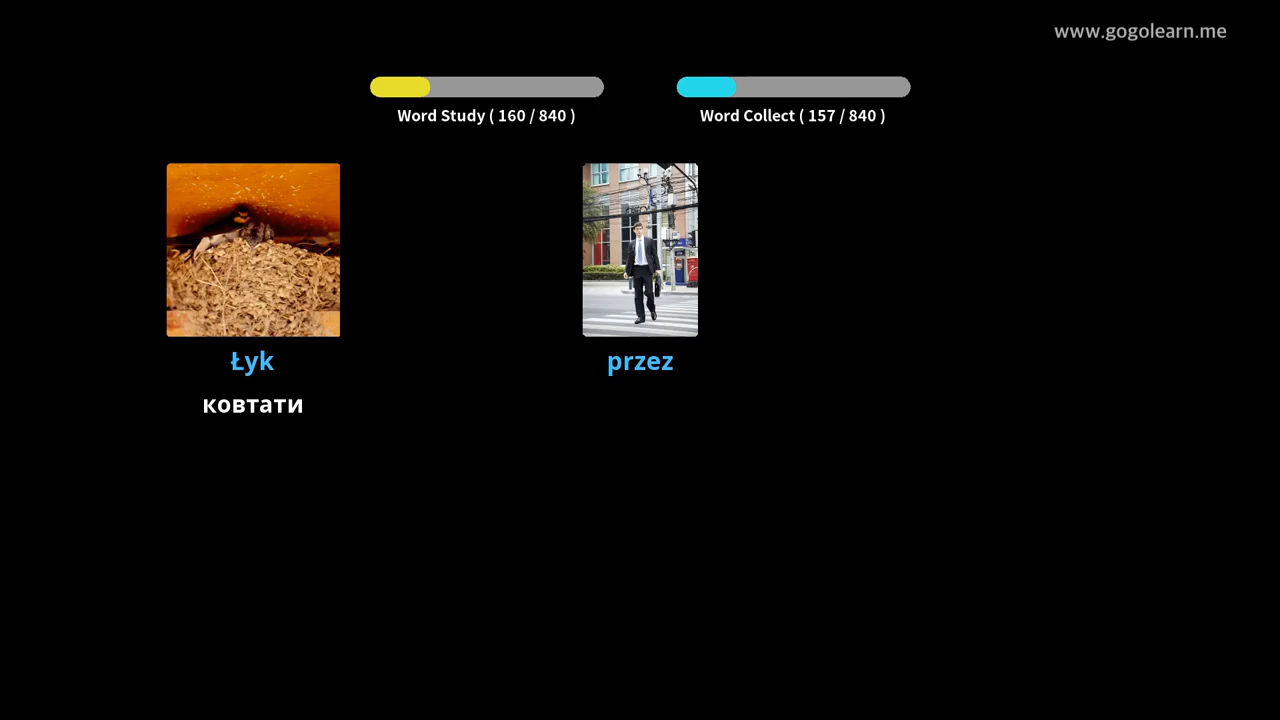 www.gogolearn.me
Word Study ( 160 / 840 )
Word Collect ( 157 / 840 )
Łyk
przez
ковтати